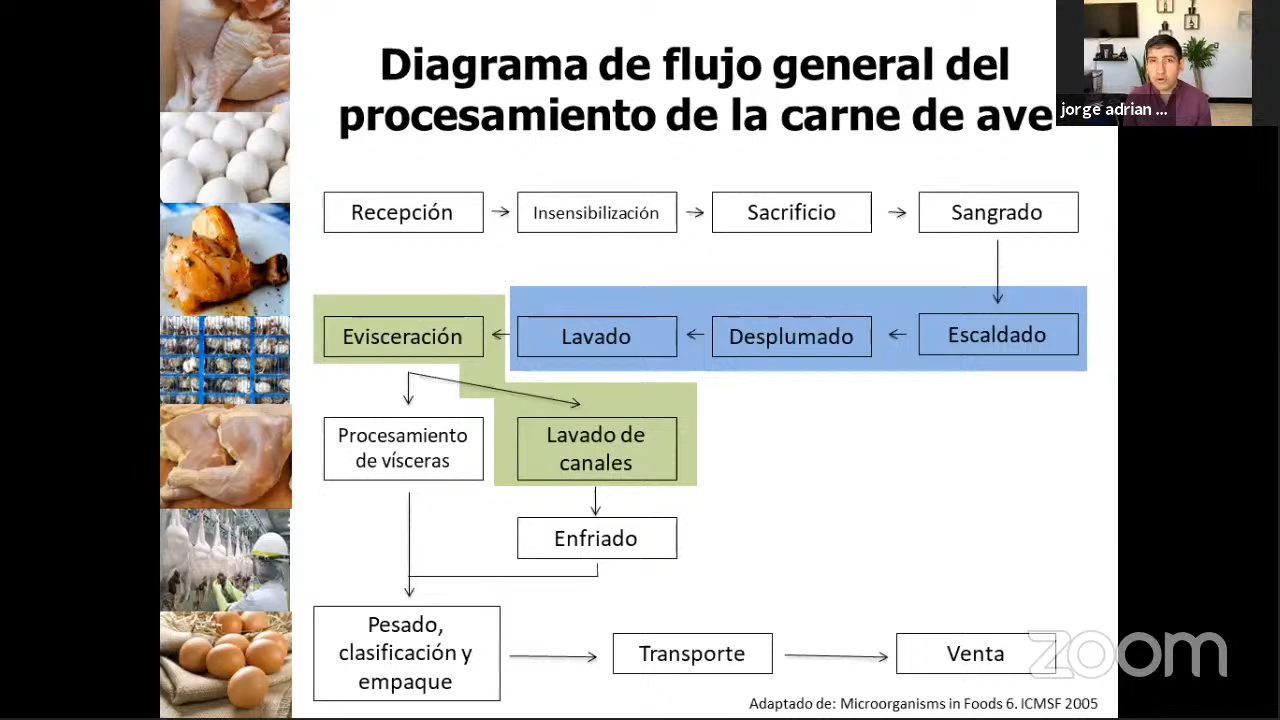 Diagrama de flujo general del
procesamiento de la carne de ave
jorge adrian ...
Recepción
Insensibilización
Sacrificio
Sangrado
Evisceración
Lavado
Desplumado
Escaldado
Procesamiento
de vísceras
Lavado de
canales
Enfriado
Pesado,
clasificación y
empaque
Transporte
Venta
zoom
Adaptado de: Microorganisms in Foods 6. ICMSF 2005